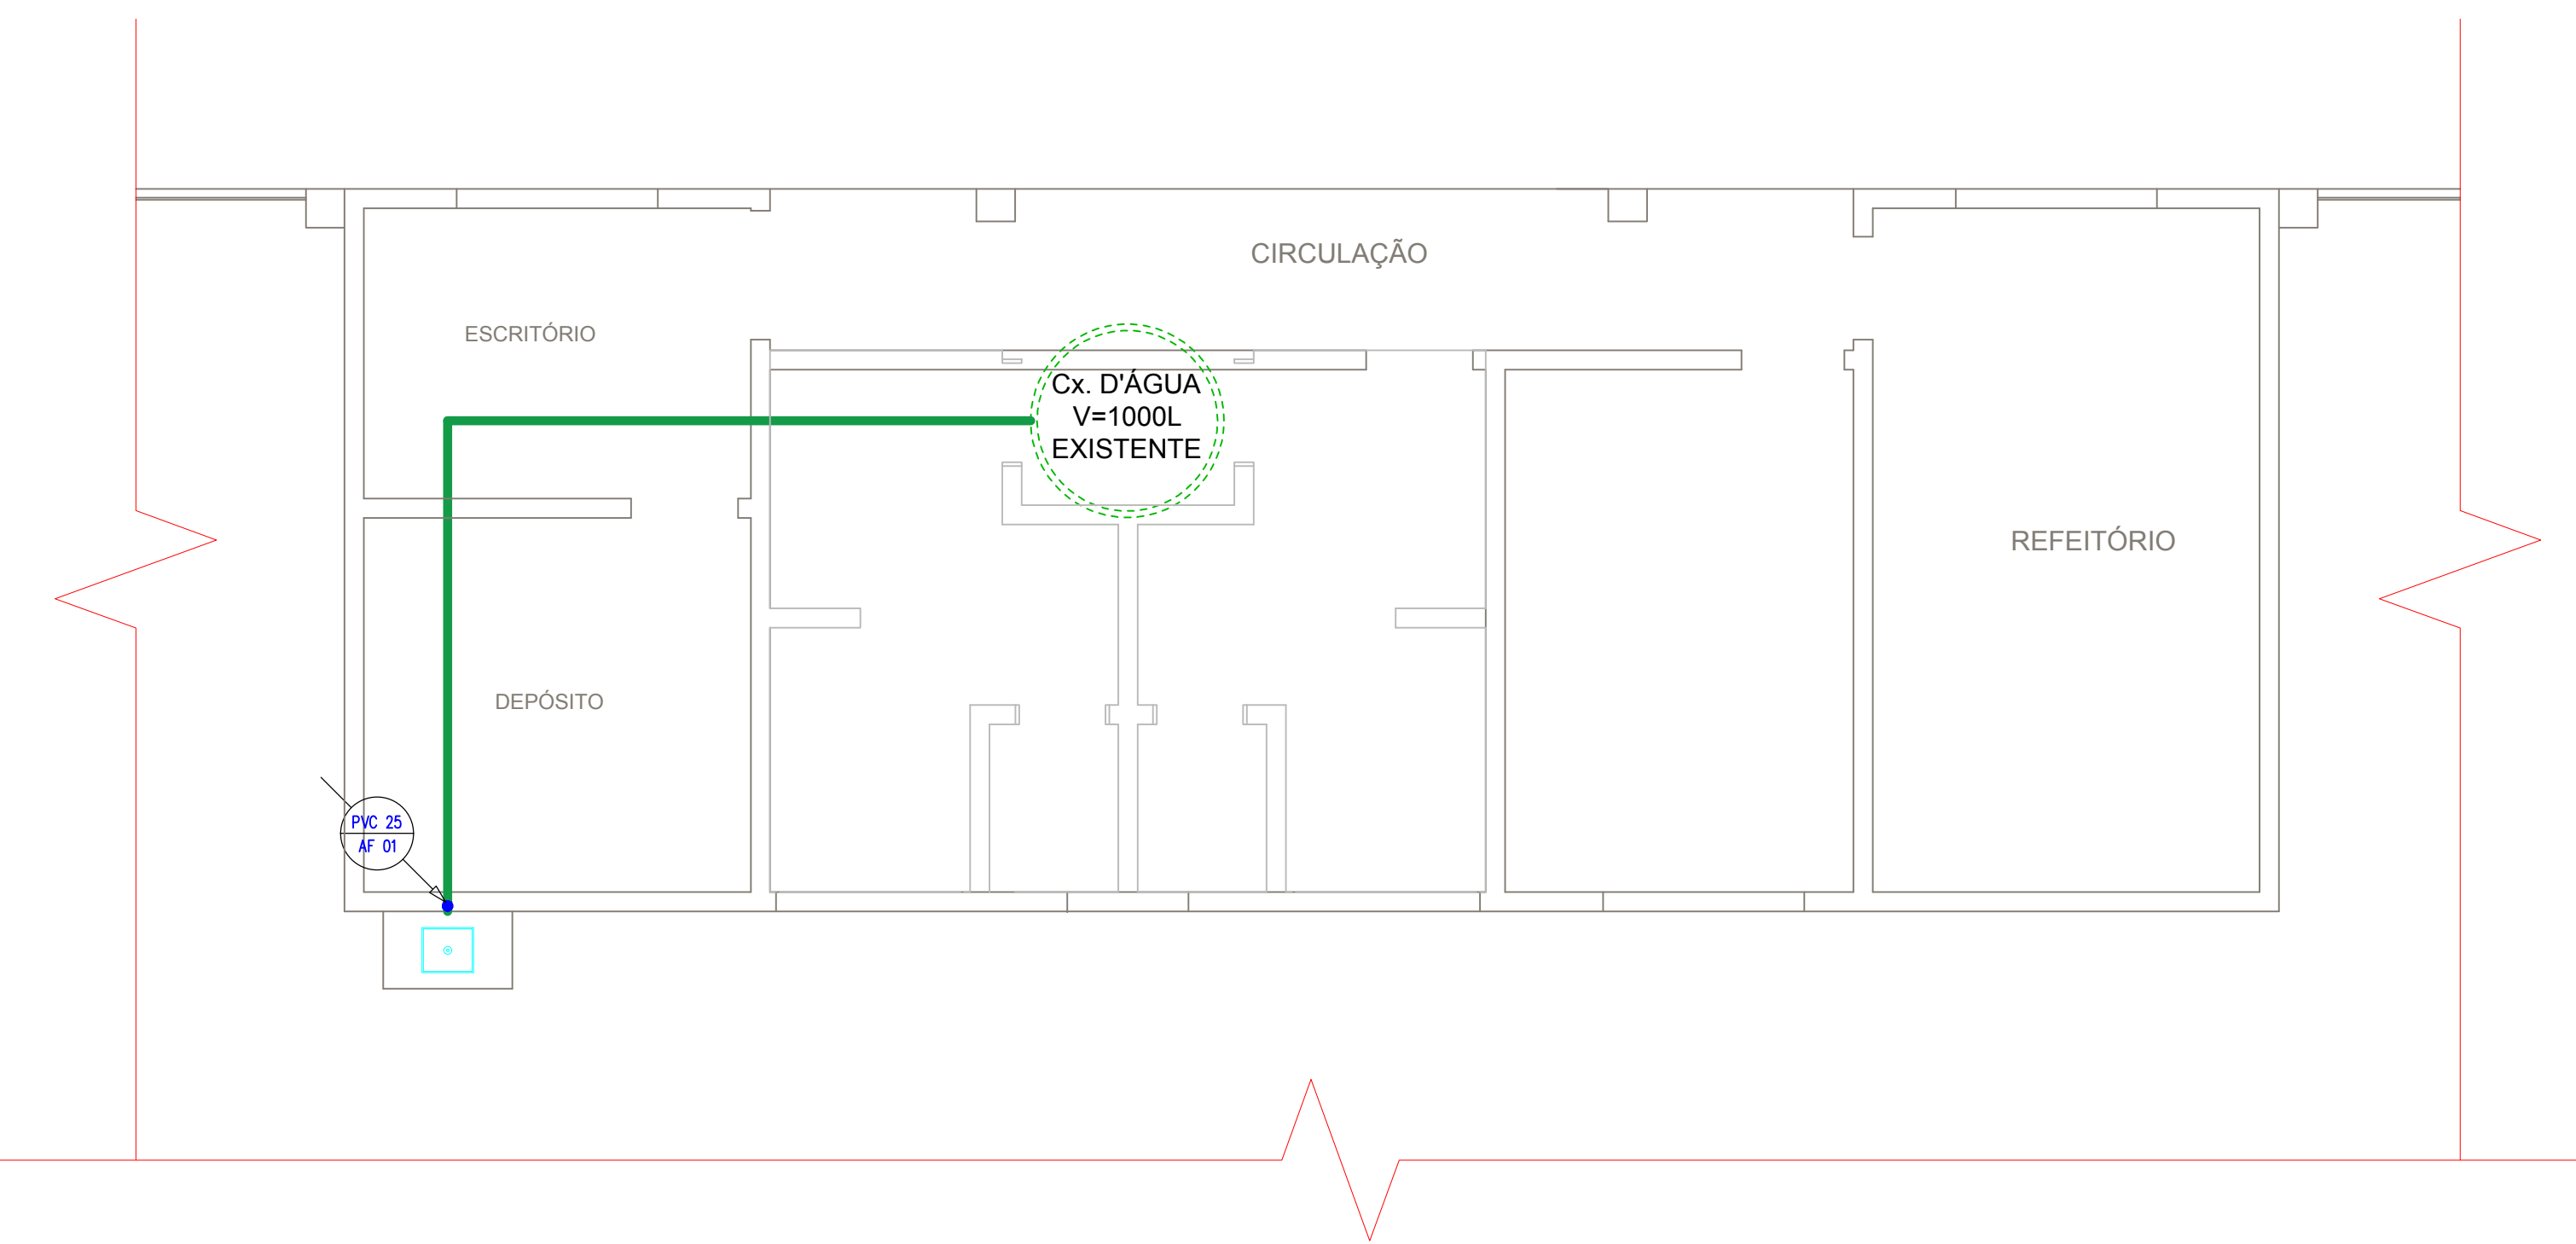 CIRCULAÇÃO
ESCRITÓRIO
Cx. D'ÁGUA
V=1000L
EXISTENTE
REFEITÓRIO
DEPÓSITO
PVC 25
AF 01